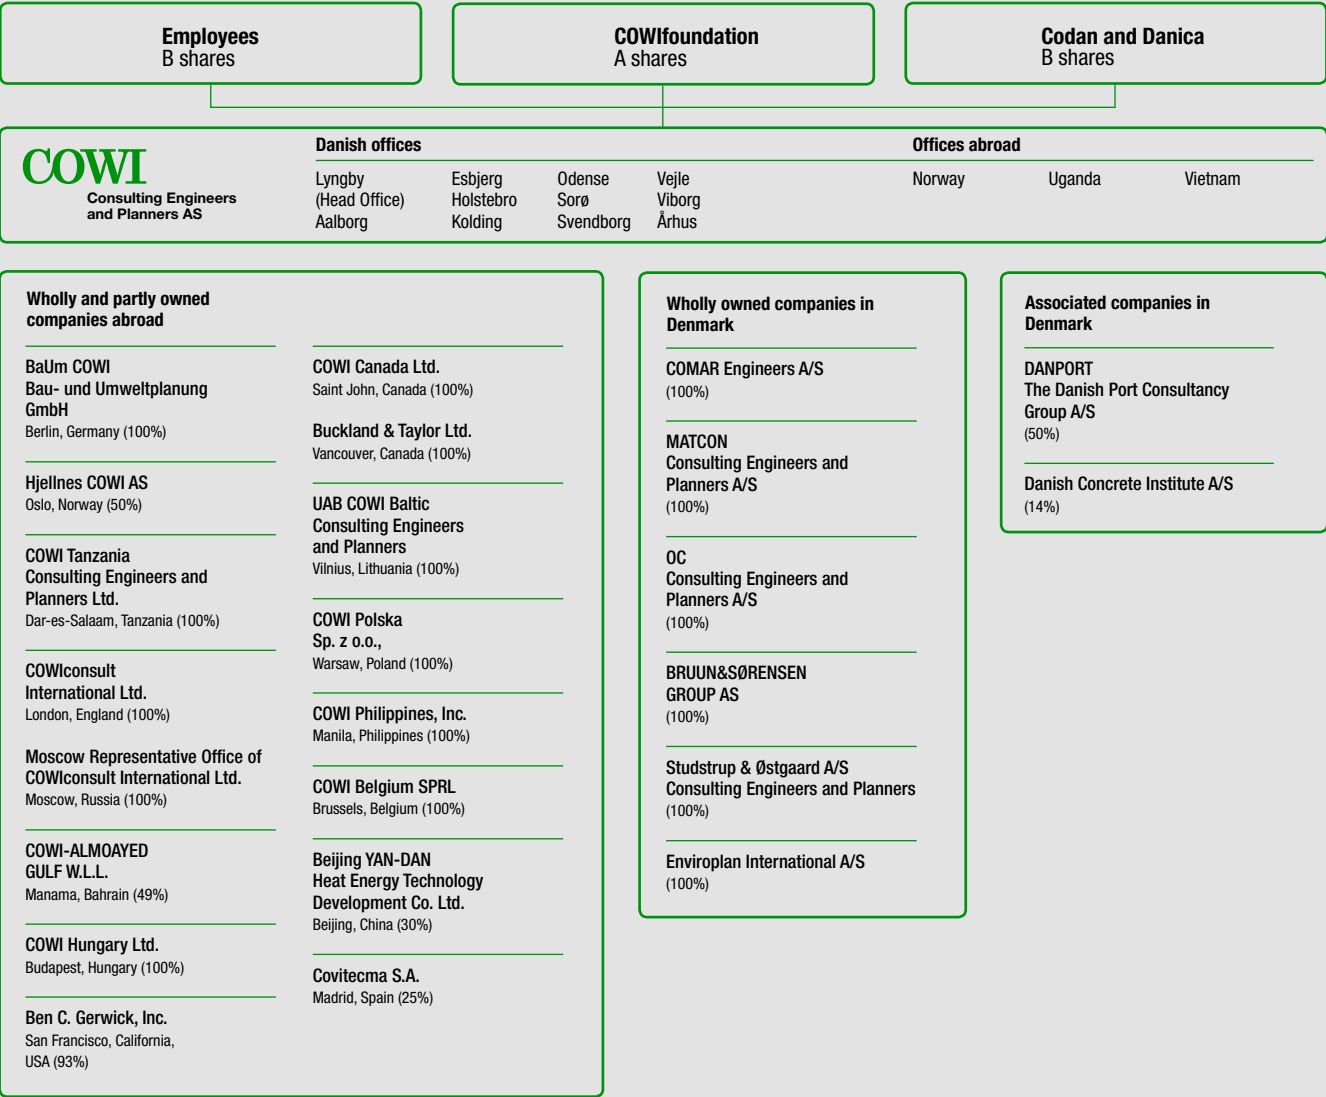 Employees
B shares
COWIfoundation
A shares
Codan and Danica
B shares
COWI
Consulting Engineers
and Planners AS
Danish offices
Lyngby
(Head Office)
Aalborg
Esbjerg
Holstebro
Kolding
Odense
Sorø
Svendborg
Vejle
Viborg
Århus
Offices abroad
Norway
Uganda
Vietnam
Wholly and partly owned
companies abroad
BaUm COWI
Bau- und Umweltplanung
GmbH
Berlin, Germany (100%)
Hjellnes COWI AS
Oslo, Norway (50%)
COWI Tanzania
Consulting Engineers and
Planners Ltd.
Dar-es-Salaam, Tanzania (100%)
COWIconsult
International Ltd.
London, England (100%)
Moscow Representative Office of
COWIconsult International Ltd.
Moscow, Russia (100%)
COWI-ALMOAYED
GULF W.L.L.
Manama, Bahrain (49%)
COWI Hungary Ltd.
Budapest, Hungary (100%)
Ben C. Gerwick, Inc.
San Francisco, California,
USA (93%)
COWI Canada Ltd.
Saint John, Canada (100%)
Buckland & Taylor Ltd.
Vancouver, Canada (100%)
UAB COWI Baltic
Consulting Engineers
and Planners
Vilnius, Lithuania (100%)
COWI Polska
Sp. z o.o.,
Warsaw, Poland (100%)
COWI Philippines, Inc.
Manila, Philippines (100%)
COWI Belgium SPRL
Brussels, Belgium (100%)
Beijing YAN-DAN
Heat Energy Technology
Development Co. Ltd.
Beijing, China (30%)
Covitecma S.A.
Madrid, Spain (25%)
Wholly owned companies in
Denmark
COMAR Engineers A/S
(100%)
MATCON
Consulting Engineers and
Planners A/S
(100%)
OC
Consulting Engineers and
Planners A/S
(100%)
BRUUN&SØRENSEN
GROUP AS
(100%)
Studstrup & Østgaard A/S
Consulting Engineers and Planners
(100%)
Enviroplan International A/S
(100%)
Associated companies in
Denmark
DANPORT
The Danish Port Consultancy
Group A/S
(50%)
Danish Concrete Institute A/S
(14%)